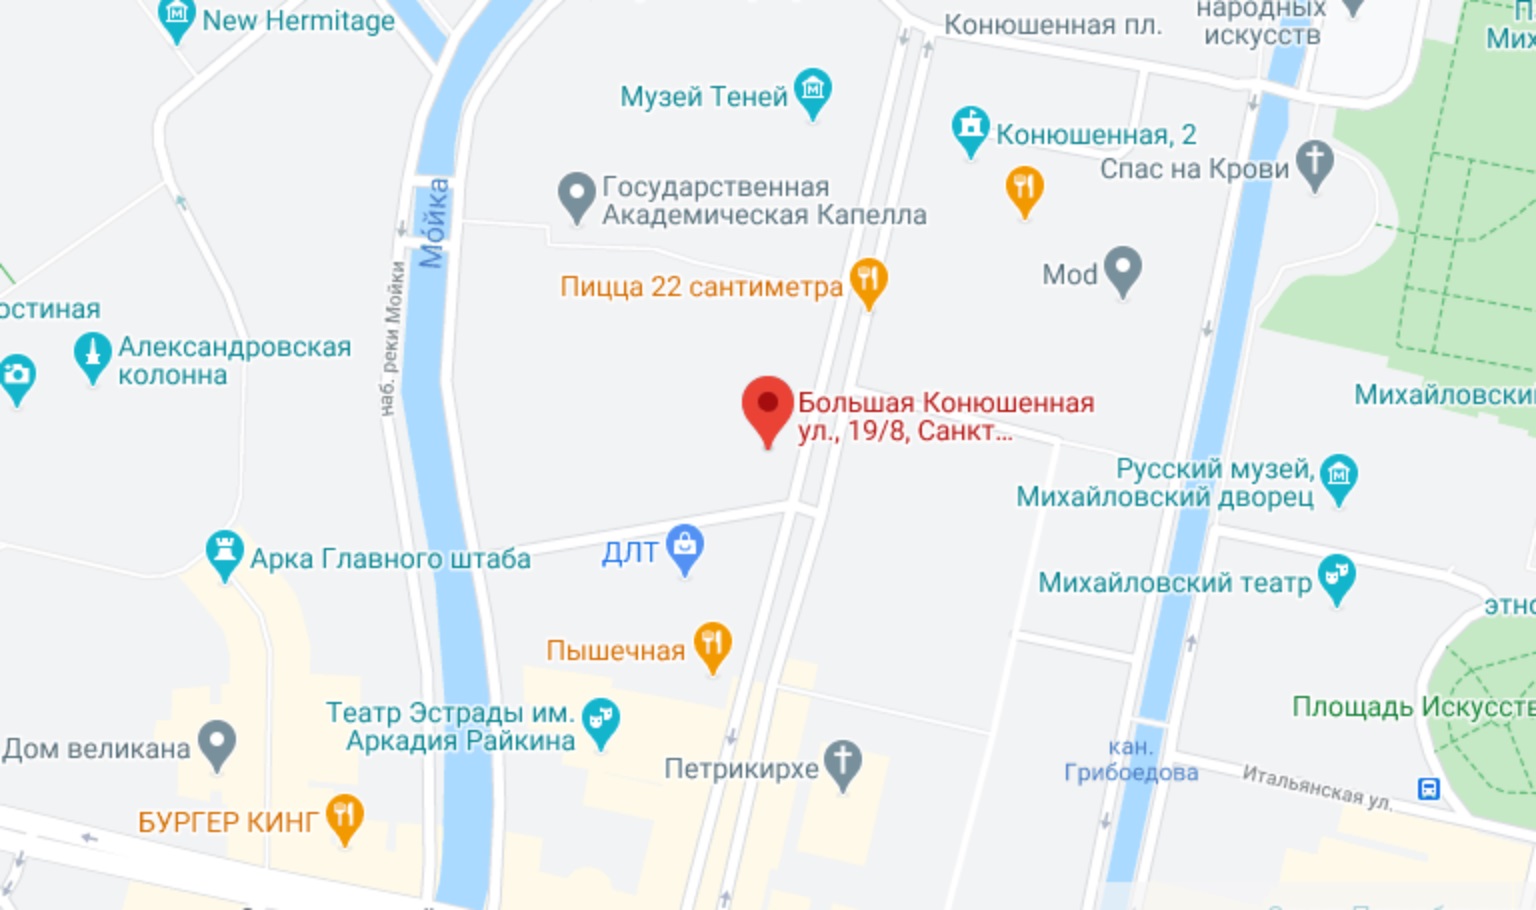 New Hermitage
Конюшенная пл.
народных
искусств
Мих
Музей Теней
Конюшенная, 2
Спас на Крови
Государственная
Академическая Капелла
Мойка
Пицца 22 сантиметра
Mod
остиная
наб. реки Мойки
Александровская
колонна
Большая Конюшенная
ул., 19/8, Санкт...
Михайловски
Русский музей,
Михайловский дворец
Арка Главного штаба
ДЛТ
Михайловский театр
этно
Пышечная
Площадь Искусств
Театр Эстрады им.
Аркадия Райкина
Дом великана
Петрикирхе
кан.
Грибоедова
Итальянская ул.
БУРГЕР КИНГ